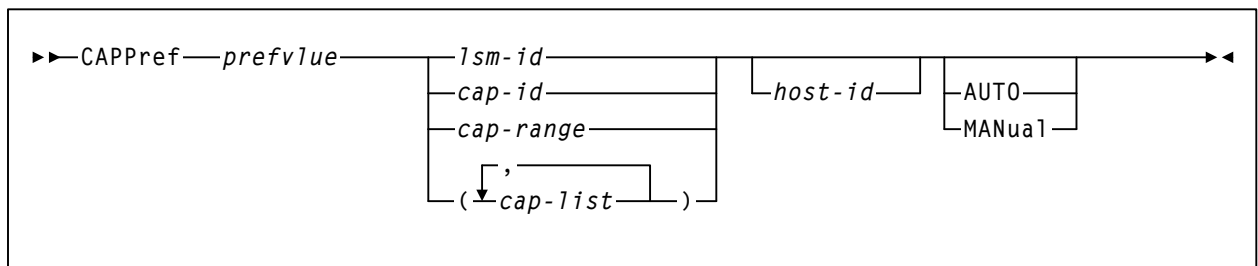 CAPPref prefvlue lsm-id
cap-id host-id AUTO
cap-range MANual
,
( cap-list )